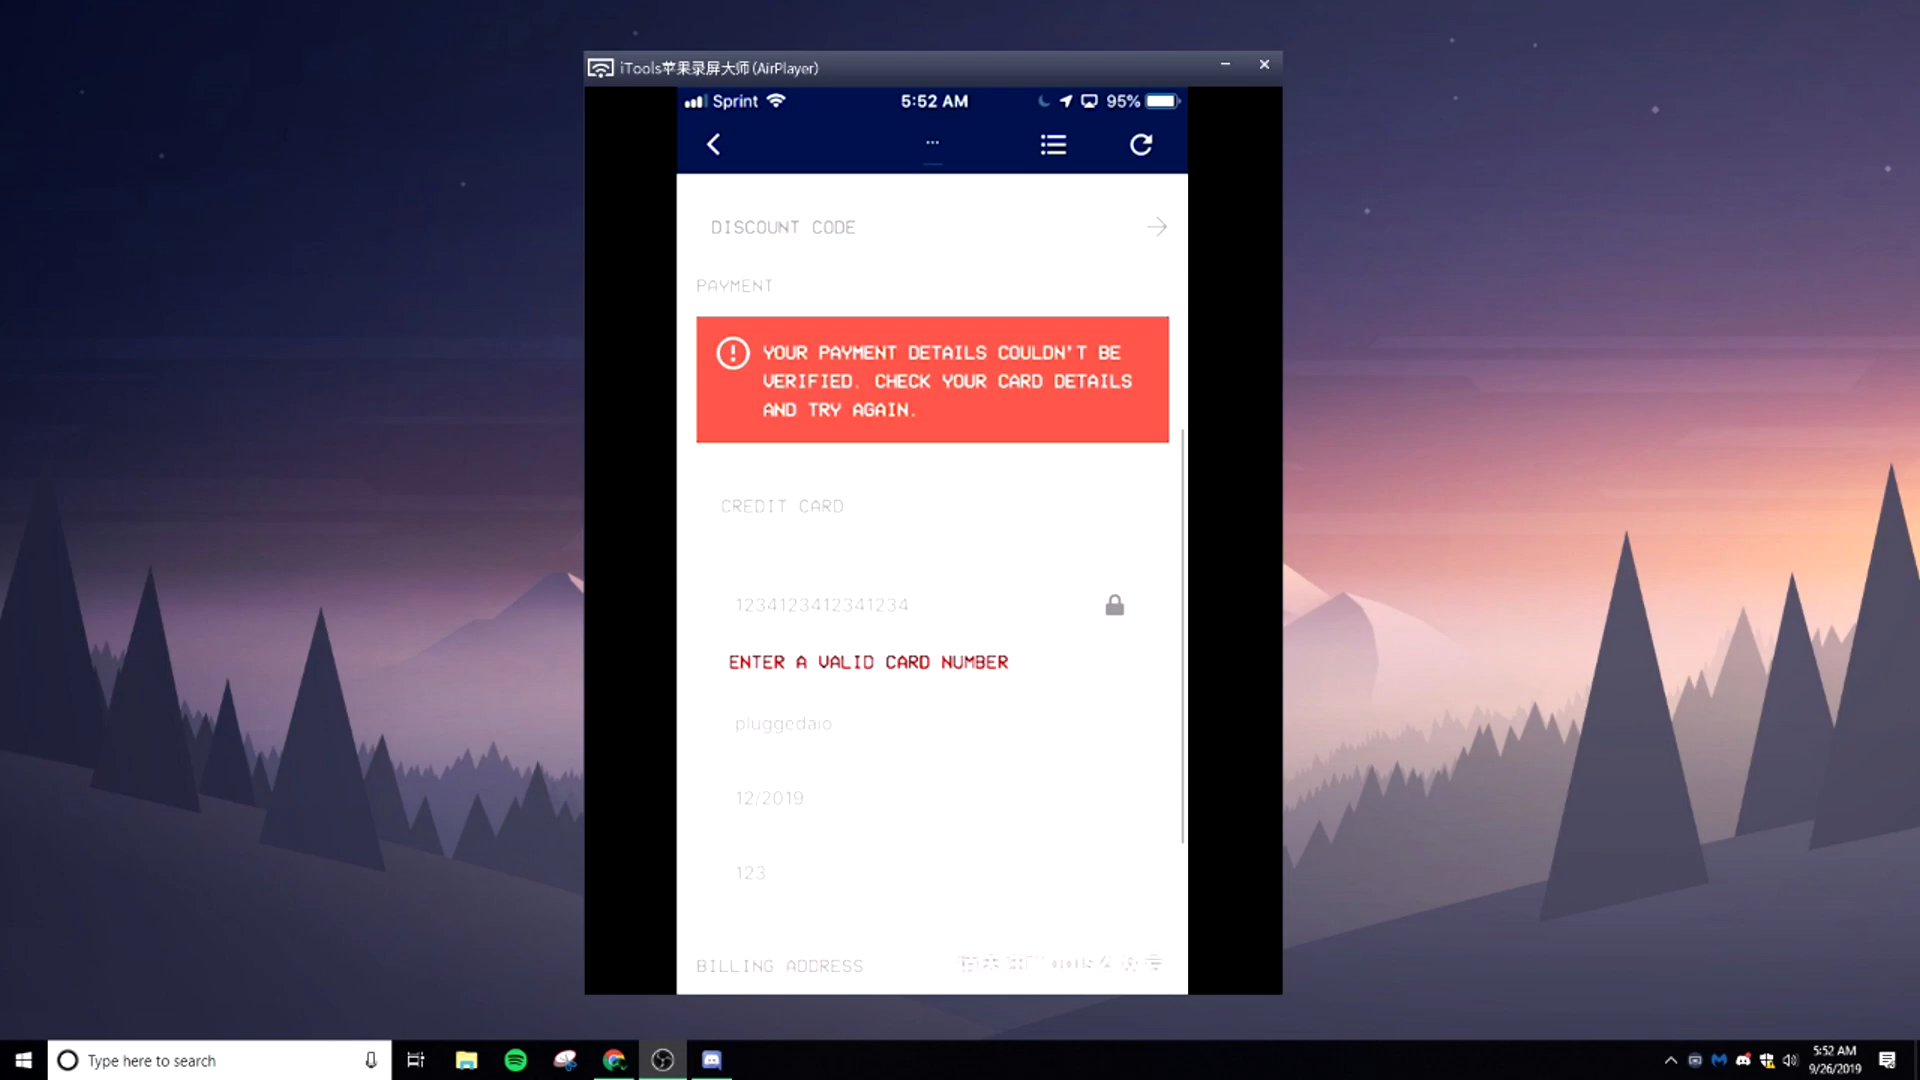 iTools苹果录屏大师(AirPlayer)
Sprint
5:52 AM
95%
DISCOUNT CODE
PAYMENT
YOUR PAYMENT DETAILS COULDN'T BE
VERIFIED. CHECK YOUR CARD DETAILS
AND TRY AGAIN.
CREDIT CARD
1234123412341234
ENTER A VALID CARD NUMBER
pluggedaio
12/2019
123
BILLING ADDRESS
Type here to search
5:52 AM
9/26/2019